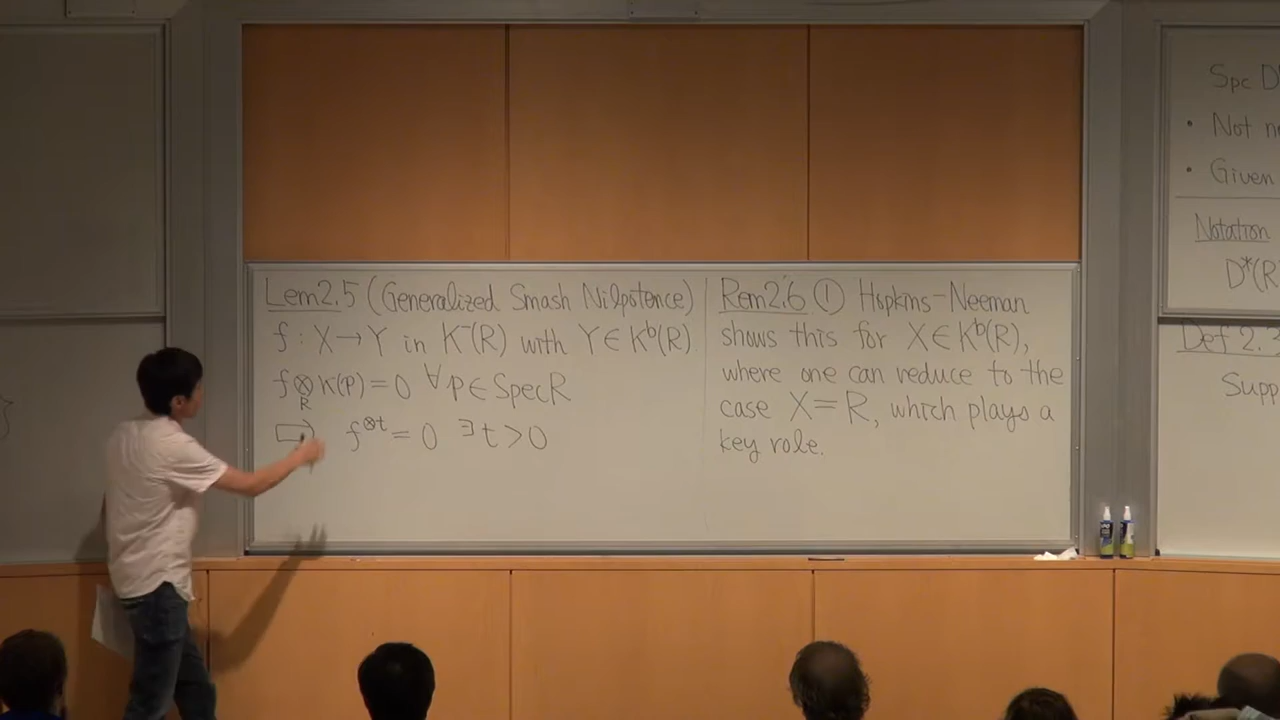 Lem2.5 (Generalized Smash Nilpotence)
f : X → Y in K⁻(R) with Y ∈ Kᵇ(R)
f ⊗_R κ(p) = 0 ∀p ∈ SpecR
⇒ f^{⊗t} = 0 ∃t > 0
Rem2.6 ① Hopkins-Neeman
shows this for X ∈ Kᵇ(R),
where one can reduce to the
case X = R, which plays a
key role.
Spc D
• Not
• Given
Notation
D*(R
Def 2.
Supp